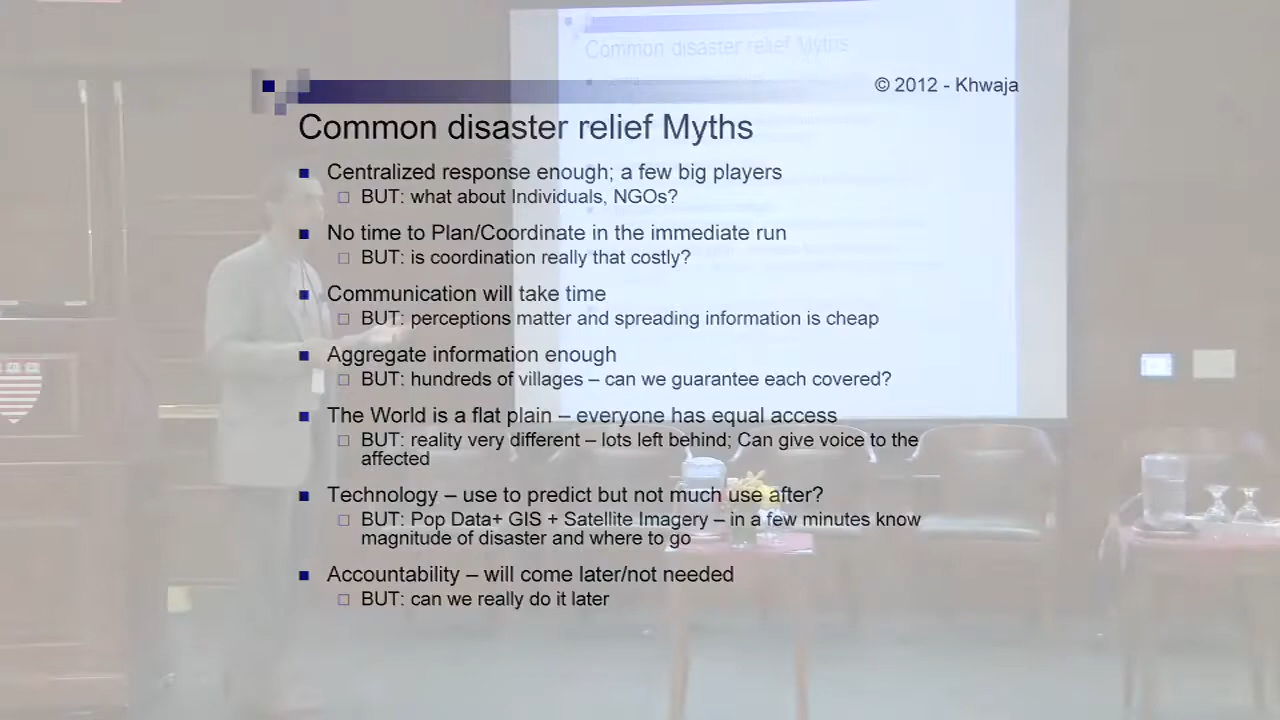 © 2012 - Khwaja
Common disaster relief Myths
Centralized response enough; a few big players
BUT: what about Individuals, NGOs?
No time to Plan/Coordinate in the immediate run
BUT: is coordination really that costly?
Communication will take time
BUT: perceptions matter and spreading information is cheap
Aggregate information enough
BUT: hundreds of villages – can we guarantee each covered?
The World is a flat plain – everyone has equal access
BUT: reality very different – lots left behind; Can give voice to the
affected
Technology – use to predict but not much use after?
BUT: Pop Data+ GIS + Satellite Imagery – in a few minutes know
magnitude of disaster and where to go
Accountability – will come later/not needed
BUT: can we really do it later
Common disaster relief Myths